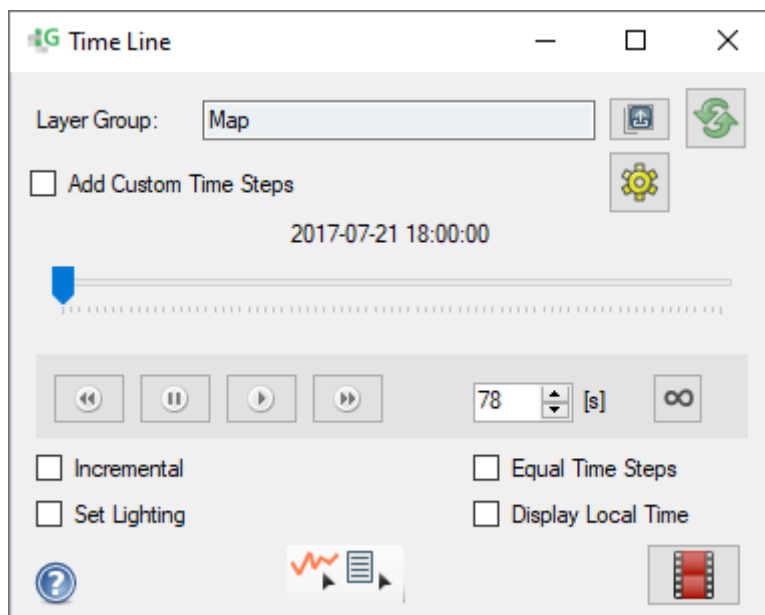 G Time Line
Layer Group: Map
Add Custom Time Steps
2017-07-21 18:00:00
78 [s] ∞
Incremental
Equal Time Steps
Set Lighting
Display Local Time
?